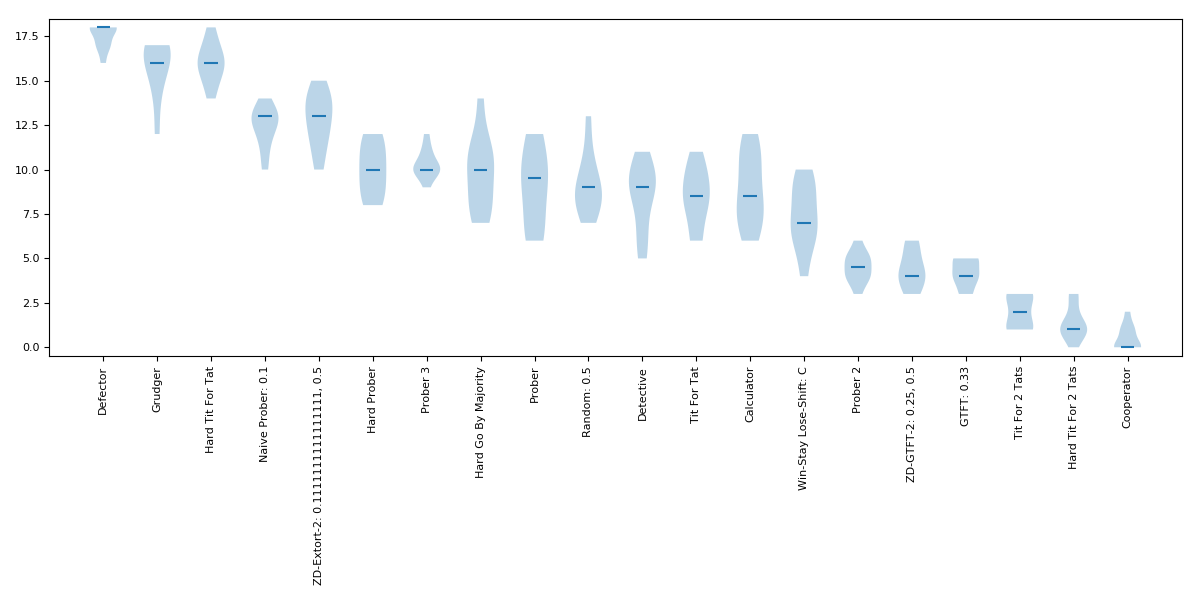 17.5
15.0
12.5
10.0
7.5
5.0
2.5
0.0
Defector
Grudger
Hard Tit For Tat
Naive Prober: 0.1
ZD-Extort-2: 0.1111111111111111, 0.5
Hard Prober
Prober 3
Hard Go By Majority
Prober
Random: 0.5
Detective
Tit For Tat
Calculator
Win-Stay Lose-Shift: C
Prober 2
ZD-GTFT-2: 0.25, 0.5
GTFT: 0.33
Tit For 2 Tats
Hard Tit For 2 Tats
Cooperator